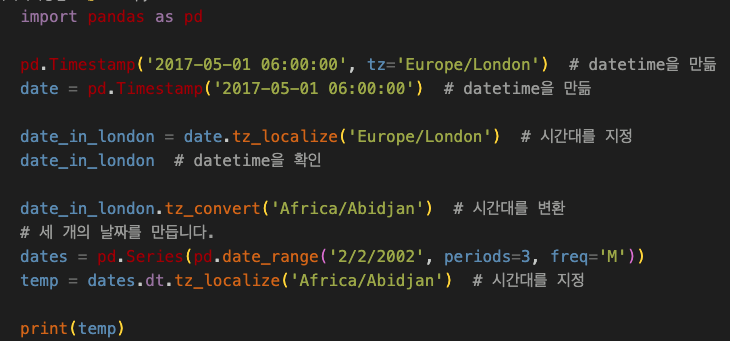 import pandas as pd
pd.Timestamp('2017-05-01 06:00:00', tz='Europe/London')  # datetime을 만듦
date = pd.Timestamp('2017-05-01 06:00:00')  # datetime을 만듦
date_in_london = date.tz_localize('Europe/London')  # 시간대를 지정
date_in_london  # datetime을 확인
date_in_london.tz_convert('Africa/Abidjan')  # 시간대를 변환
# 세 개의 날짜를 만듭니다.
dates = pd.Series(pd.date_range('2/2/2002', periods=3, freq='M'))
temp = dates.dt.tz_localize('Africa/Abidjan')  # 시간대를 지정
print(temp)